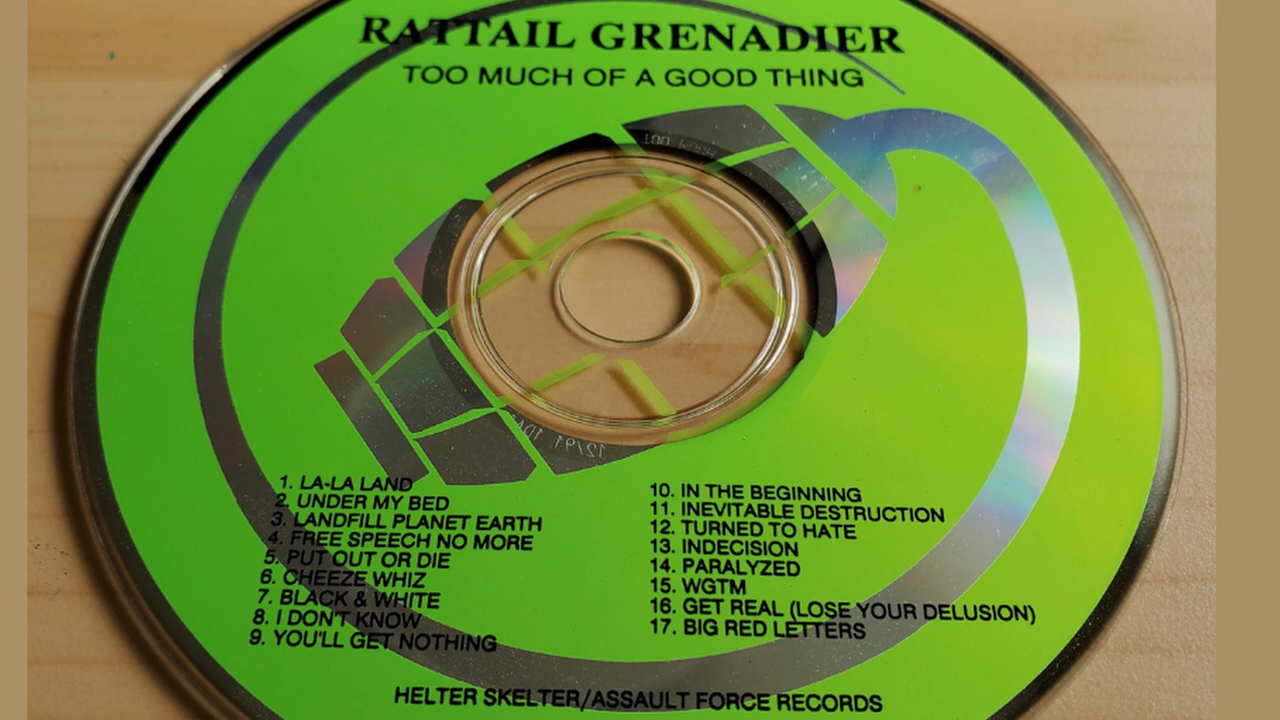 RATTAIL GRENADIER
TOO MUCH OF A GOOD THING
1. LA-LA LAND
2. UNDER MY BED
3. LANDFILL PLANET EARTH
4. FREE SPEECH NO MORE
5. PUT OUT OR DIE
6. CHEEZE WHIZ
7. BLACK & WHITE
8. I DON'T KNOW
9. YOU'LL GET NOTHING
10. IN THE BEGINNING
11. INEVITABLE DESTRUCTION
12. TURNED TO HATE
13. INDECISION
14. PARALYZED
15. WGTM
16. GET REAL (LOSE YOUR DELUSION)
17. BIG RED LETTERS
HELTER SKELTER/ASSAULT FORCE RECORDS